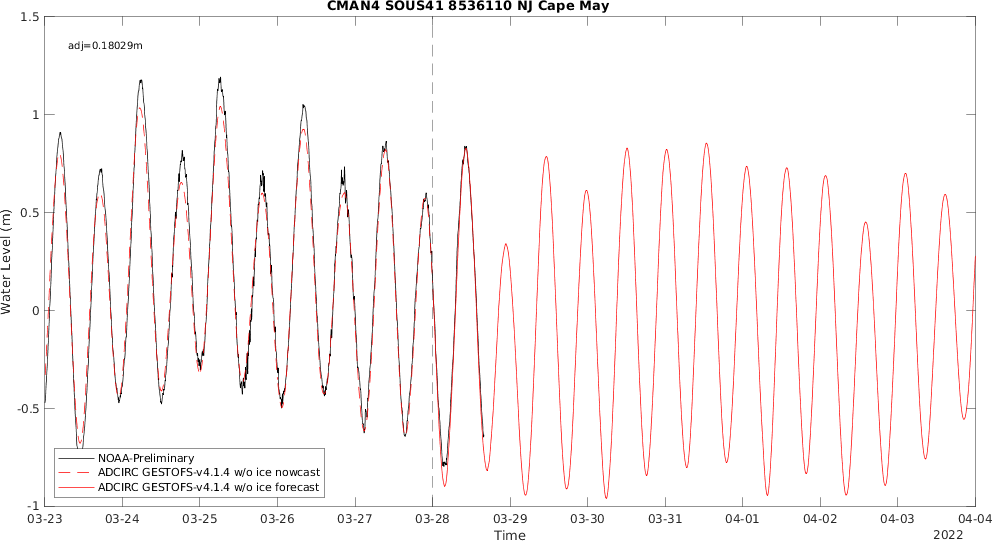 CMAN4 SOUS41 8536110 NJ Cape May
1.5
adj=0.18029m
1
0.5
0
-0.5
-1
Water Level (m)
NOAA-Preliminary
ADCIRC GESTOFS-v4.1.4 w/o ice nowcast
ADCIRC GESTOFS-v4.1.4 w/o ice forecast
03-23 03-24 03-25 03-26 03-27 03-28 03-29 03-30 03-31 04-01 04-02 04-03 04-04
Time
2022